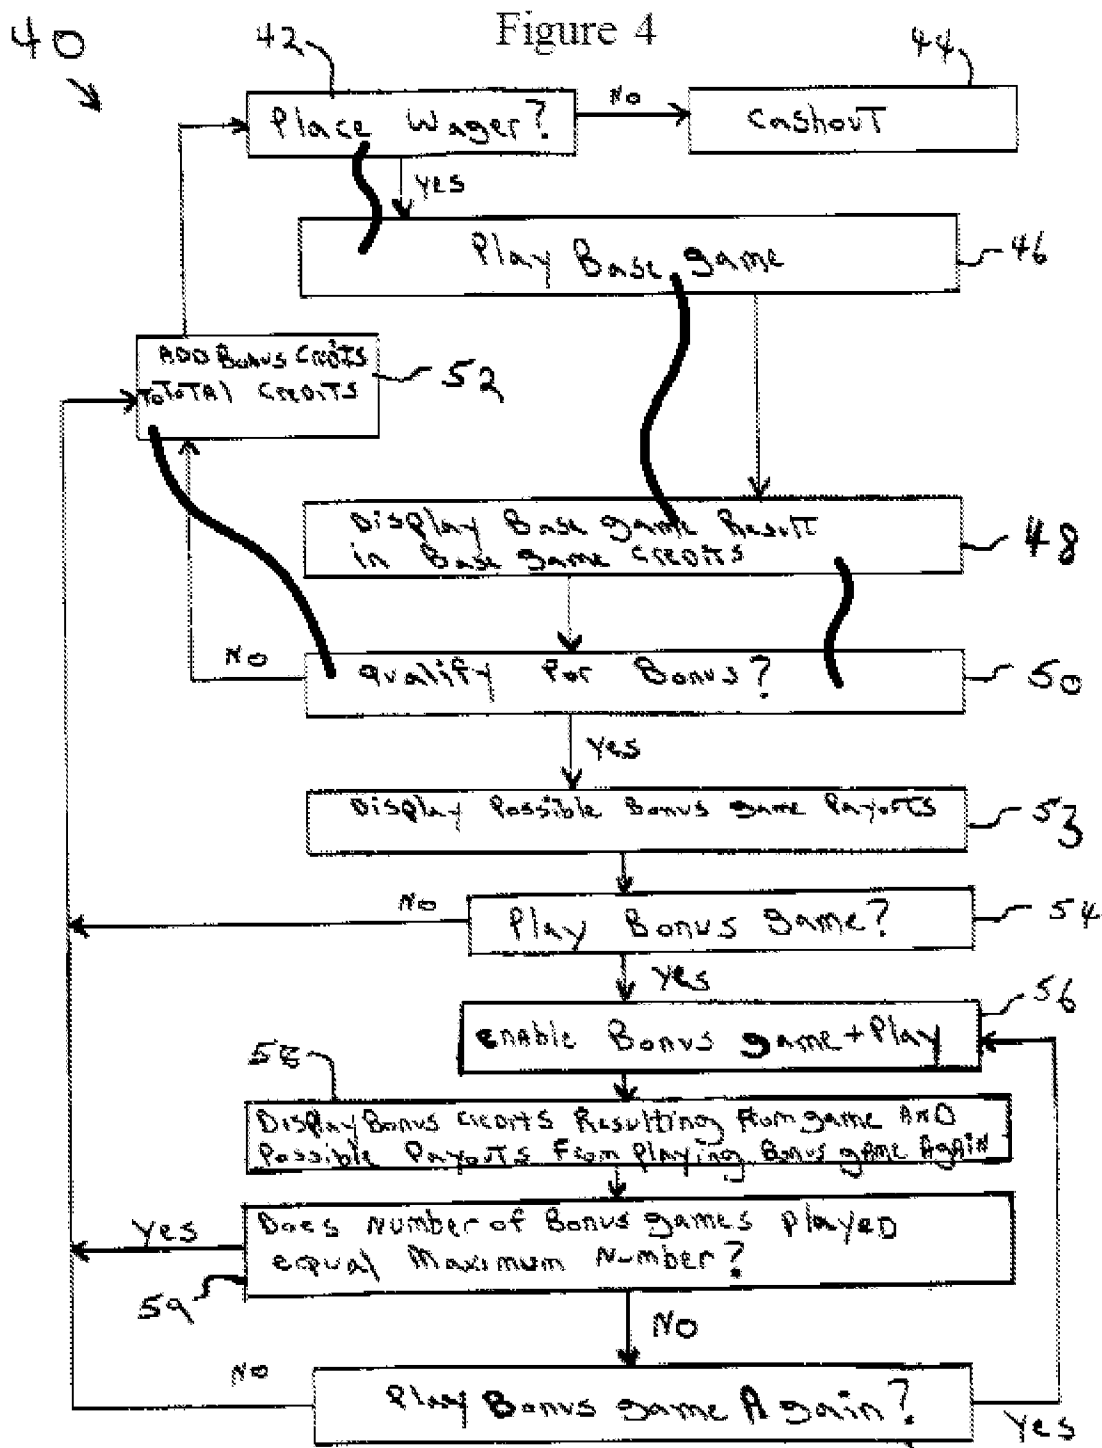 Figure 4
40
42
44
Place Wager?
No
Cashout
Yes
Play Base game
46
ADD Bonus Credits
To TOTAl CREDITS
52
Display Base game Result
in Base game CREDITS
48
No
Qualify For Bonus?
50
Yes
Display Possible Bonus game Payouts
53
No
Play Bonus game?
54
Yes
56
enable Bonus game + Play
58
Display Bonus Credits Resulting From game AND
Possible Payouts From Playing Bonus gAme AgAiN
Yes
Does Number of Bonus games Played
equal Maximum Number?
59
No
No
Play Bonus game Again?
Yes